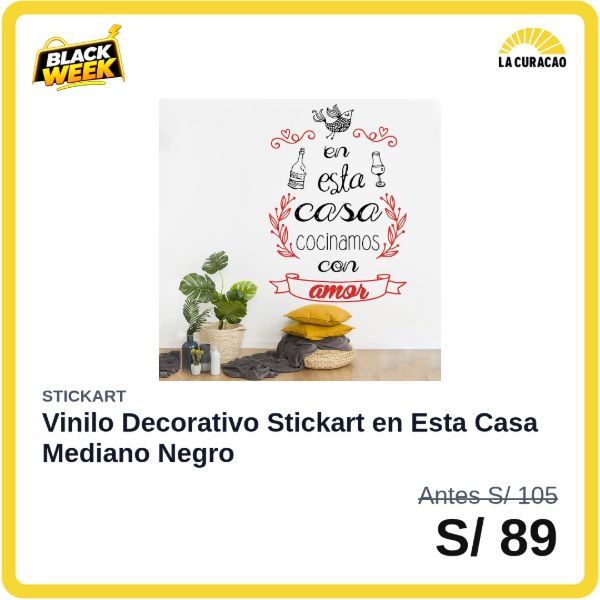 BLACK
WEEK
LA CURACAO
en
esta
casa
cocinamos
con
amor
STICKART
Vinilo Decorativo Stickart en Esta Casa
Mediano Negro
Antes S/ 105
S/ 89